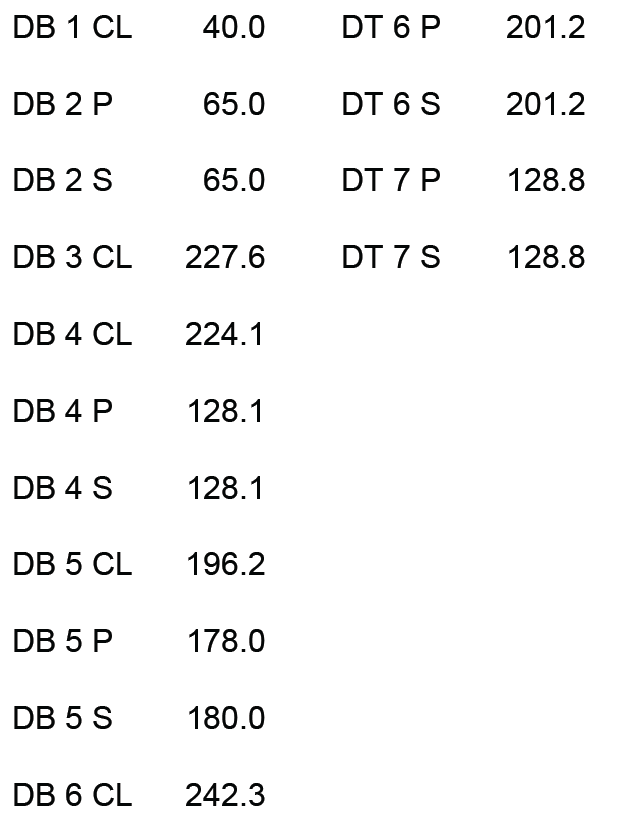 DB 1 CL 40.0 DT 6 P 201.2
DB 2 P 65.0 DT 6 S 201.2
DB 2 S 65.0 DT 7 P 128.8
DB 3 CL 227.6 DT 7 S 128.8
DB 4 CL 224.1
DB 4 P 128.1
DB 4 S 128.1
DB 5 CL 196.2
DB 5 P 178.0
DB 5 S 180.0
DB 6 CL 242.3